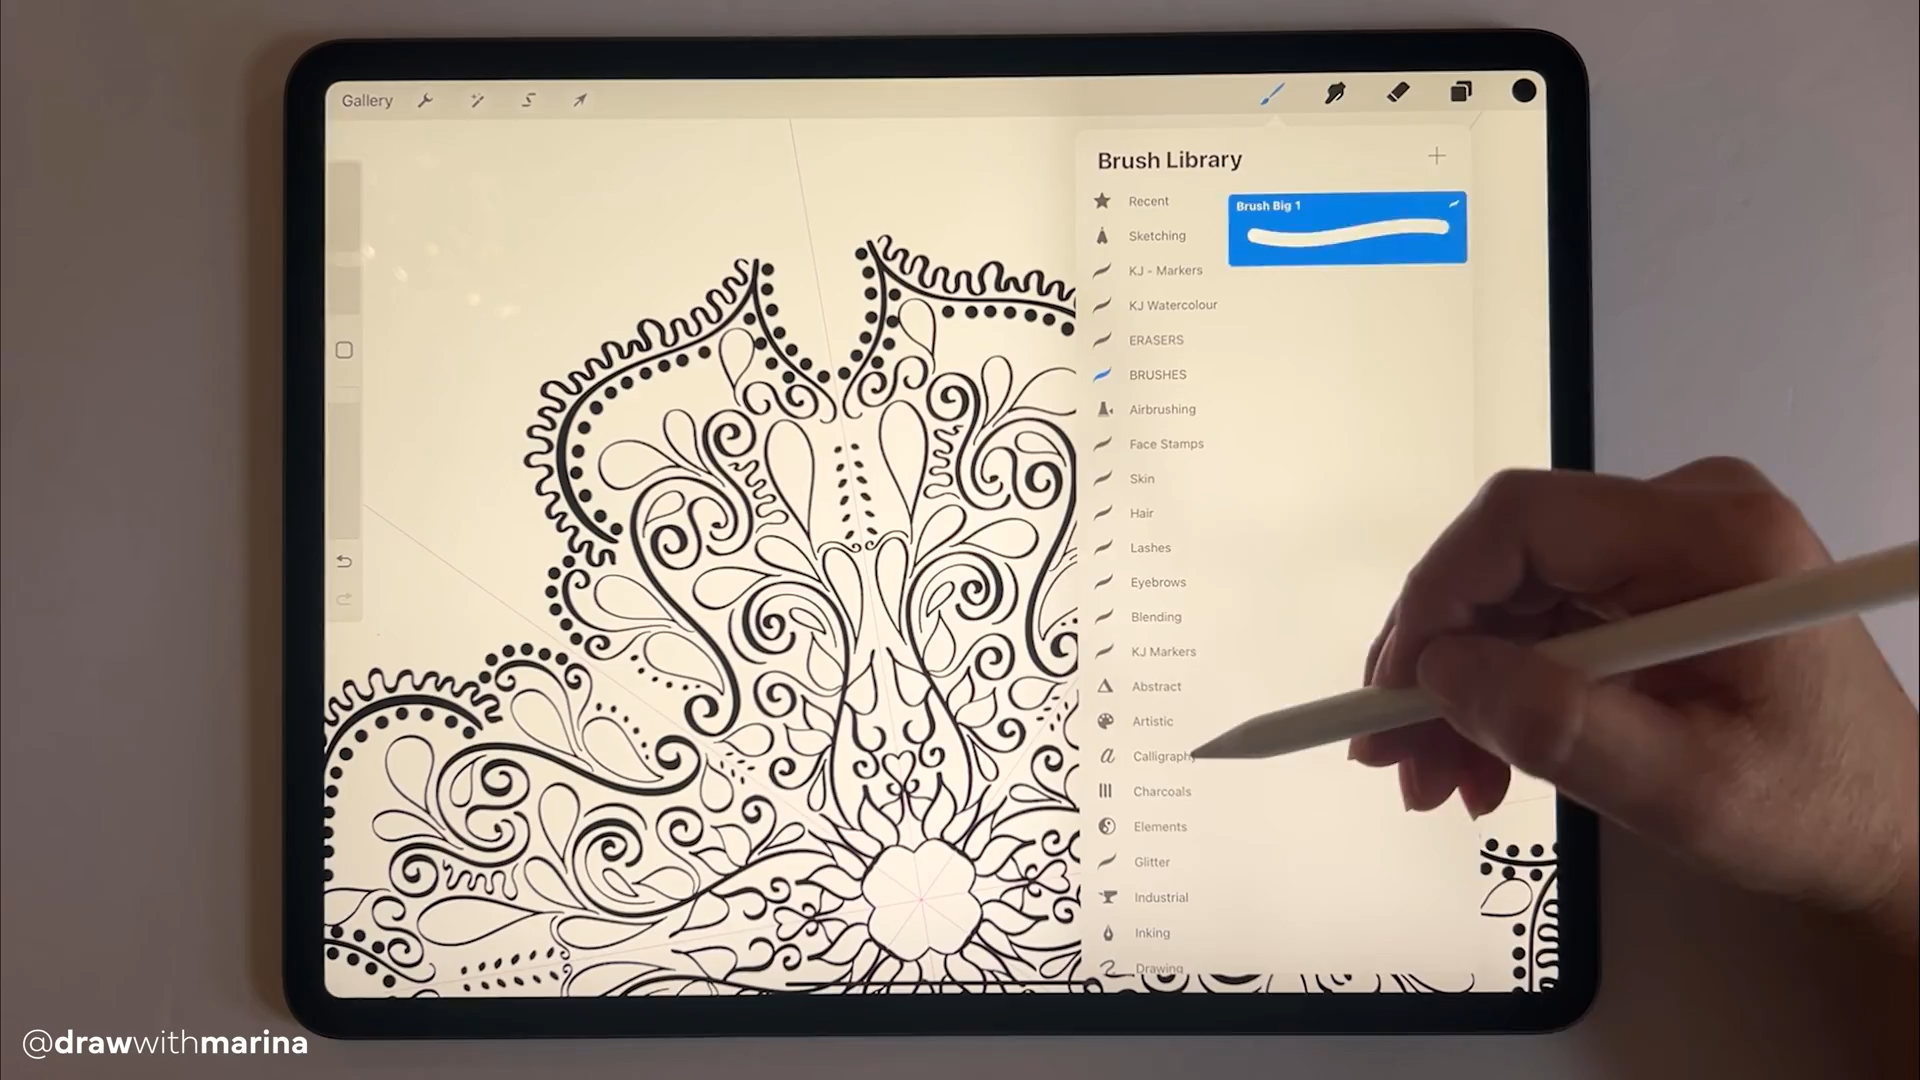 Gallery
Brush Library
Recent
Brush Big 1
Sketching
KJ - Markers
KJ Watercolour
ERASERS
BRUSHES
Airbrushing
Face Stamps
Skin
Hair
Lashes
Eyebrows
Blending
KJ Markers
Abstract
Artistic
Calligraphy
Charcoals
Elements
Glitter
Industrial
Inking
Drawing
@drawwithmarina